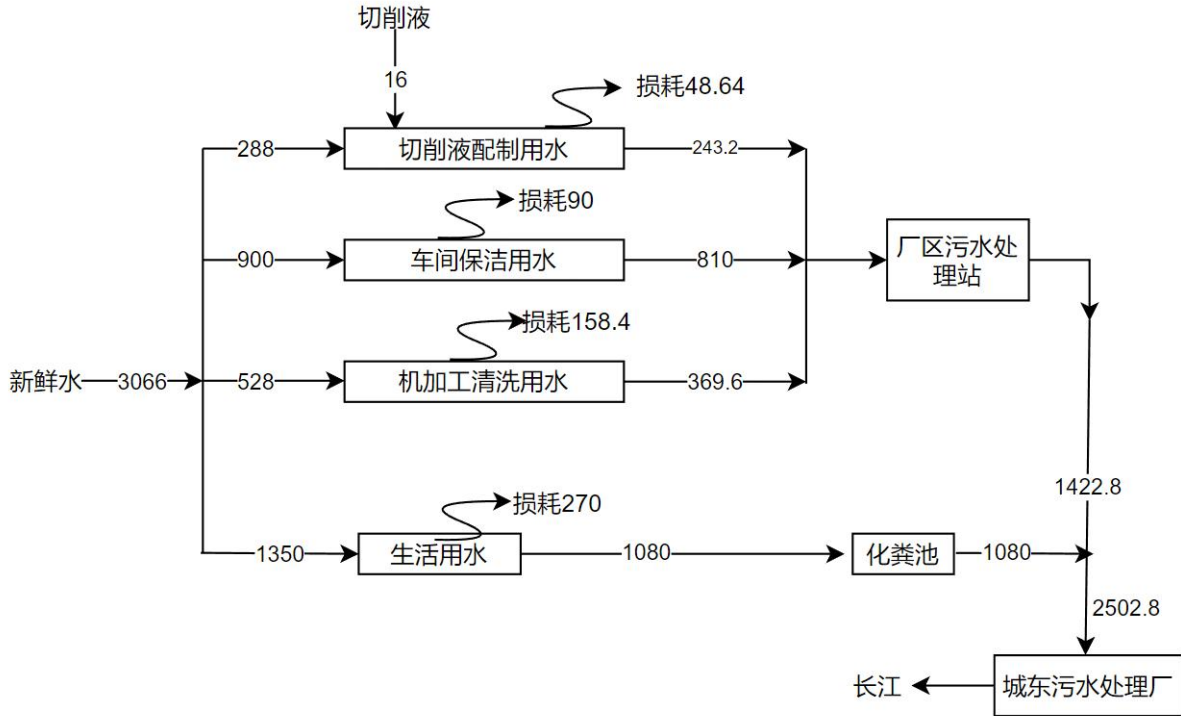 切削液
16
损耗48.64
288
切削液配制用水
243.2
损耗90
900
车间保洁用水
810
厂区污水处
理站
损耗158.4
新鲜水
3066
528
机加工清洗用水
369.6
1422.8
损耗270
1350
生活用水
1080
化粪池
1080
2502.8
长江
城东污水处理厂